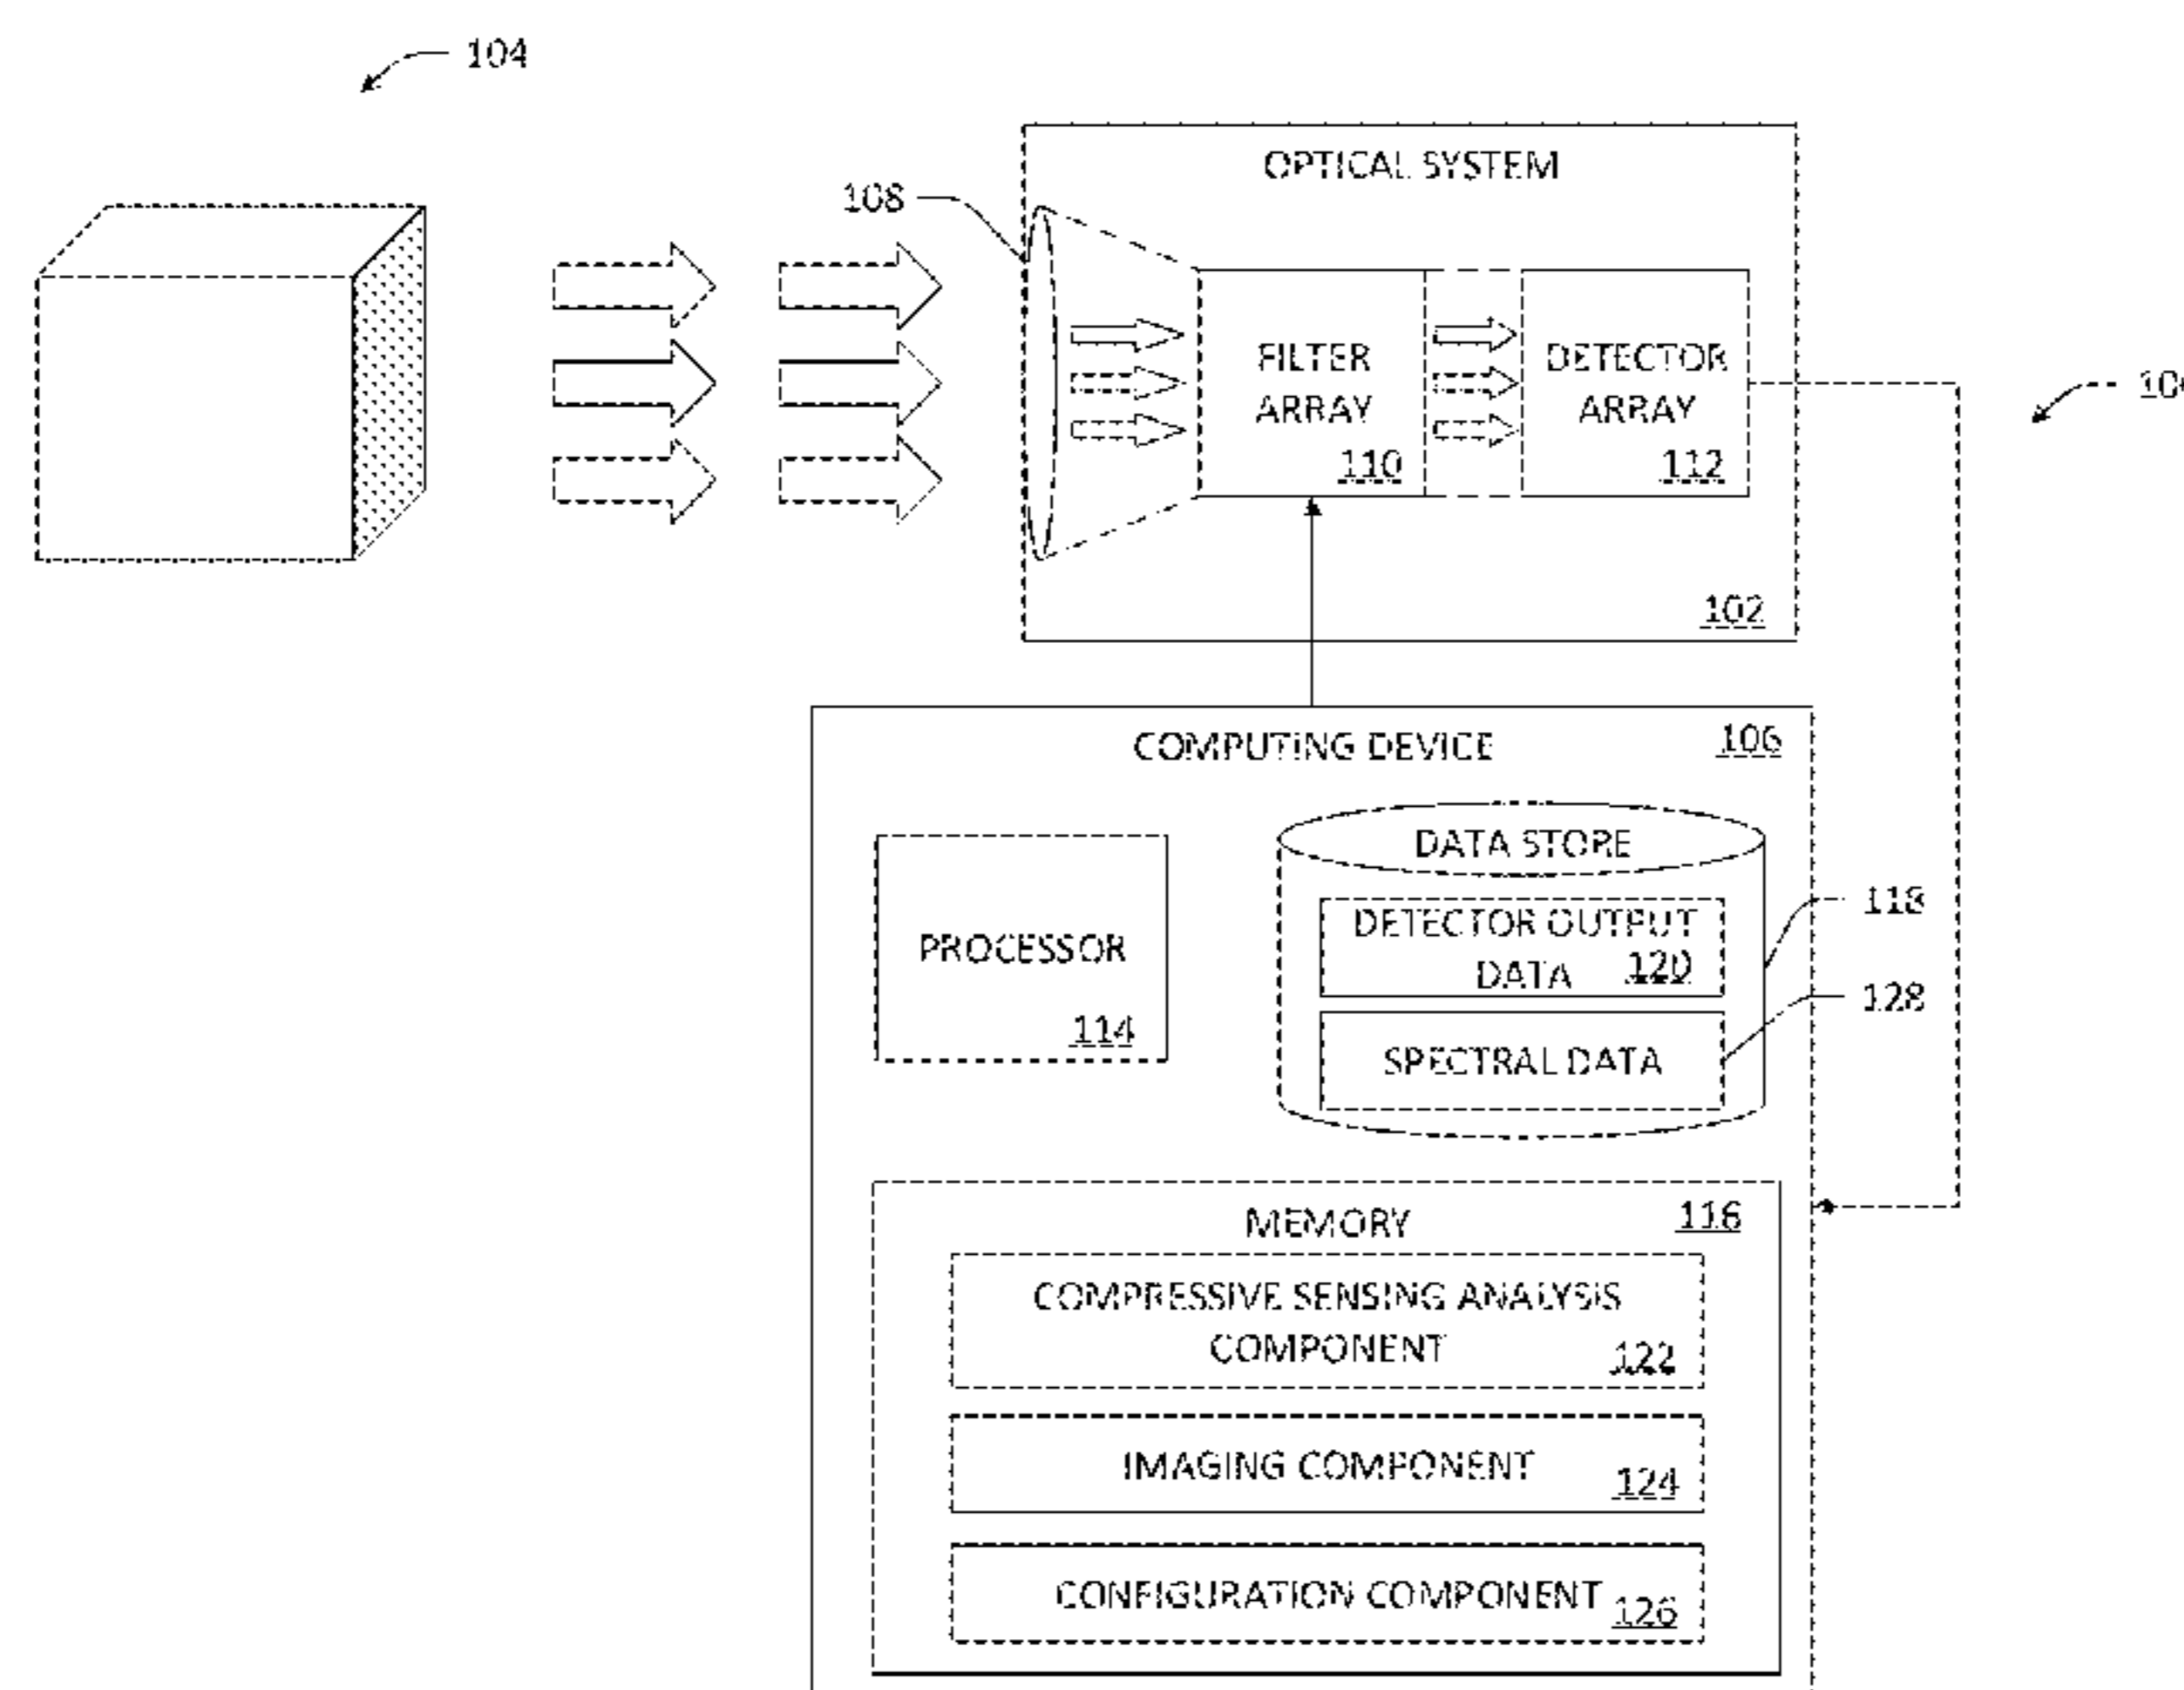 104
OPTICAL SYSTEM
108
FILTER
ARRAY
110
DETECTOR
ARRAY
112
102
COMPUTING DEVICE
106
PROCESSOR
114
DATA STORE
DETECTOR OUTPUT
DATA 120
118
SPECTRAL DATA
128
MEMORY
116
COMPRESSIVE SENSING ANALYSIS
COMPONENT
122
IMAGING COMPONENT
124
CONFIGURATION COMPONENT
126